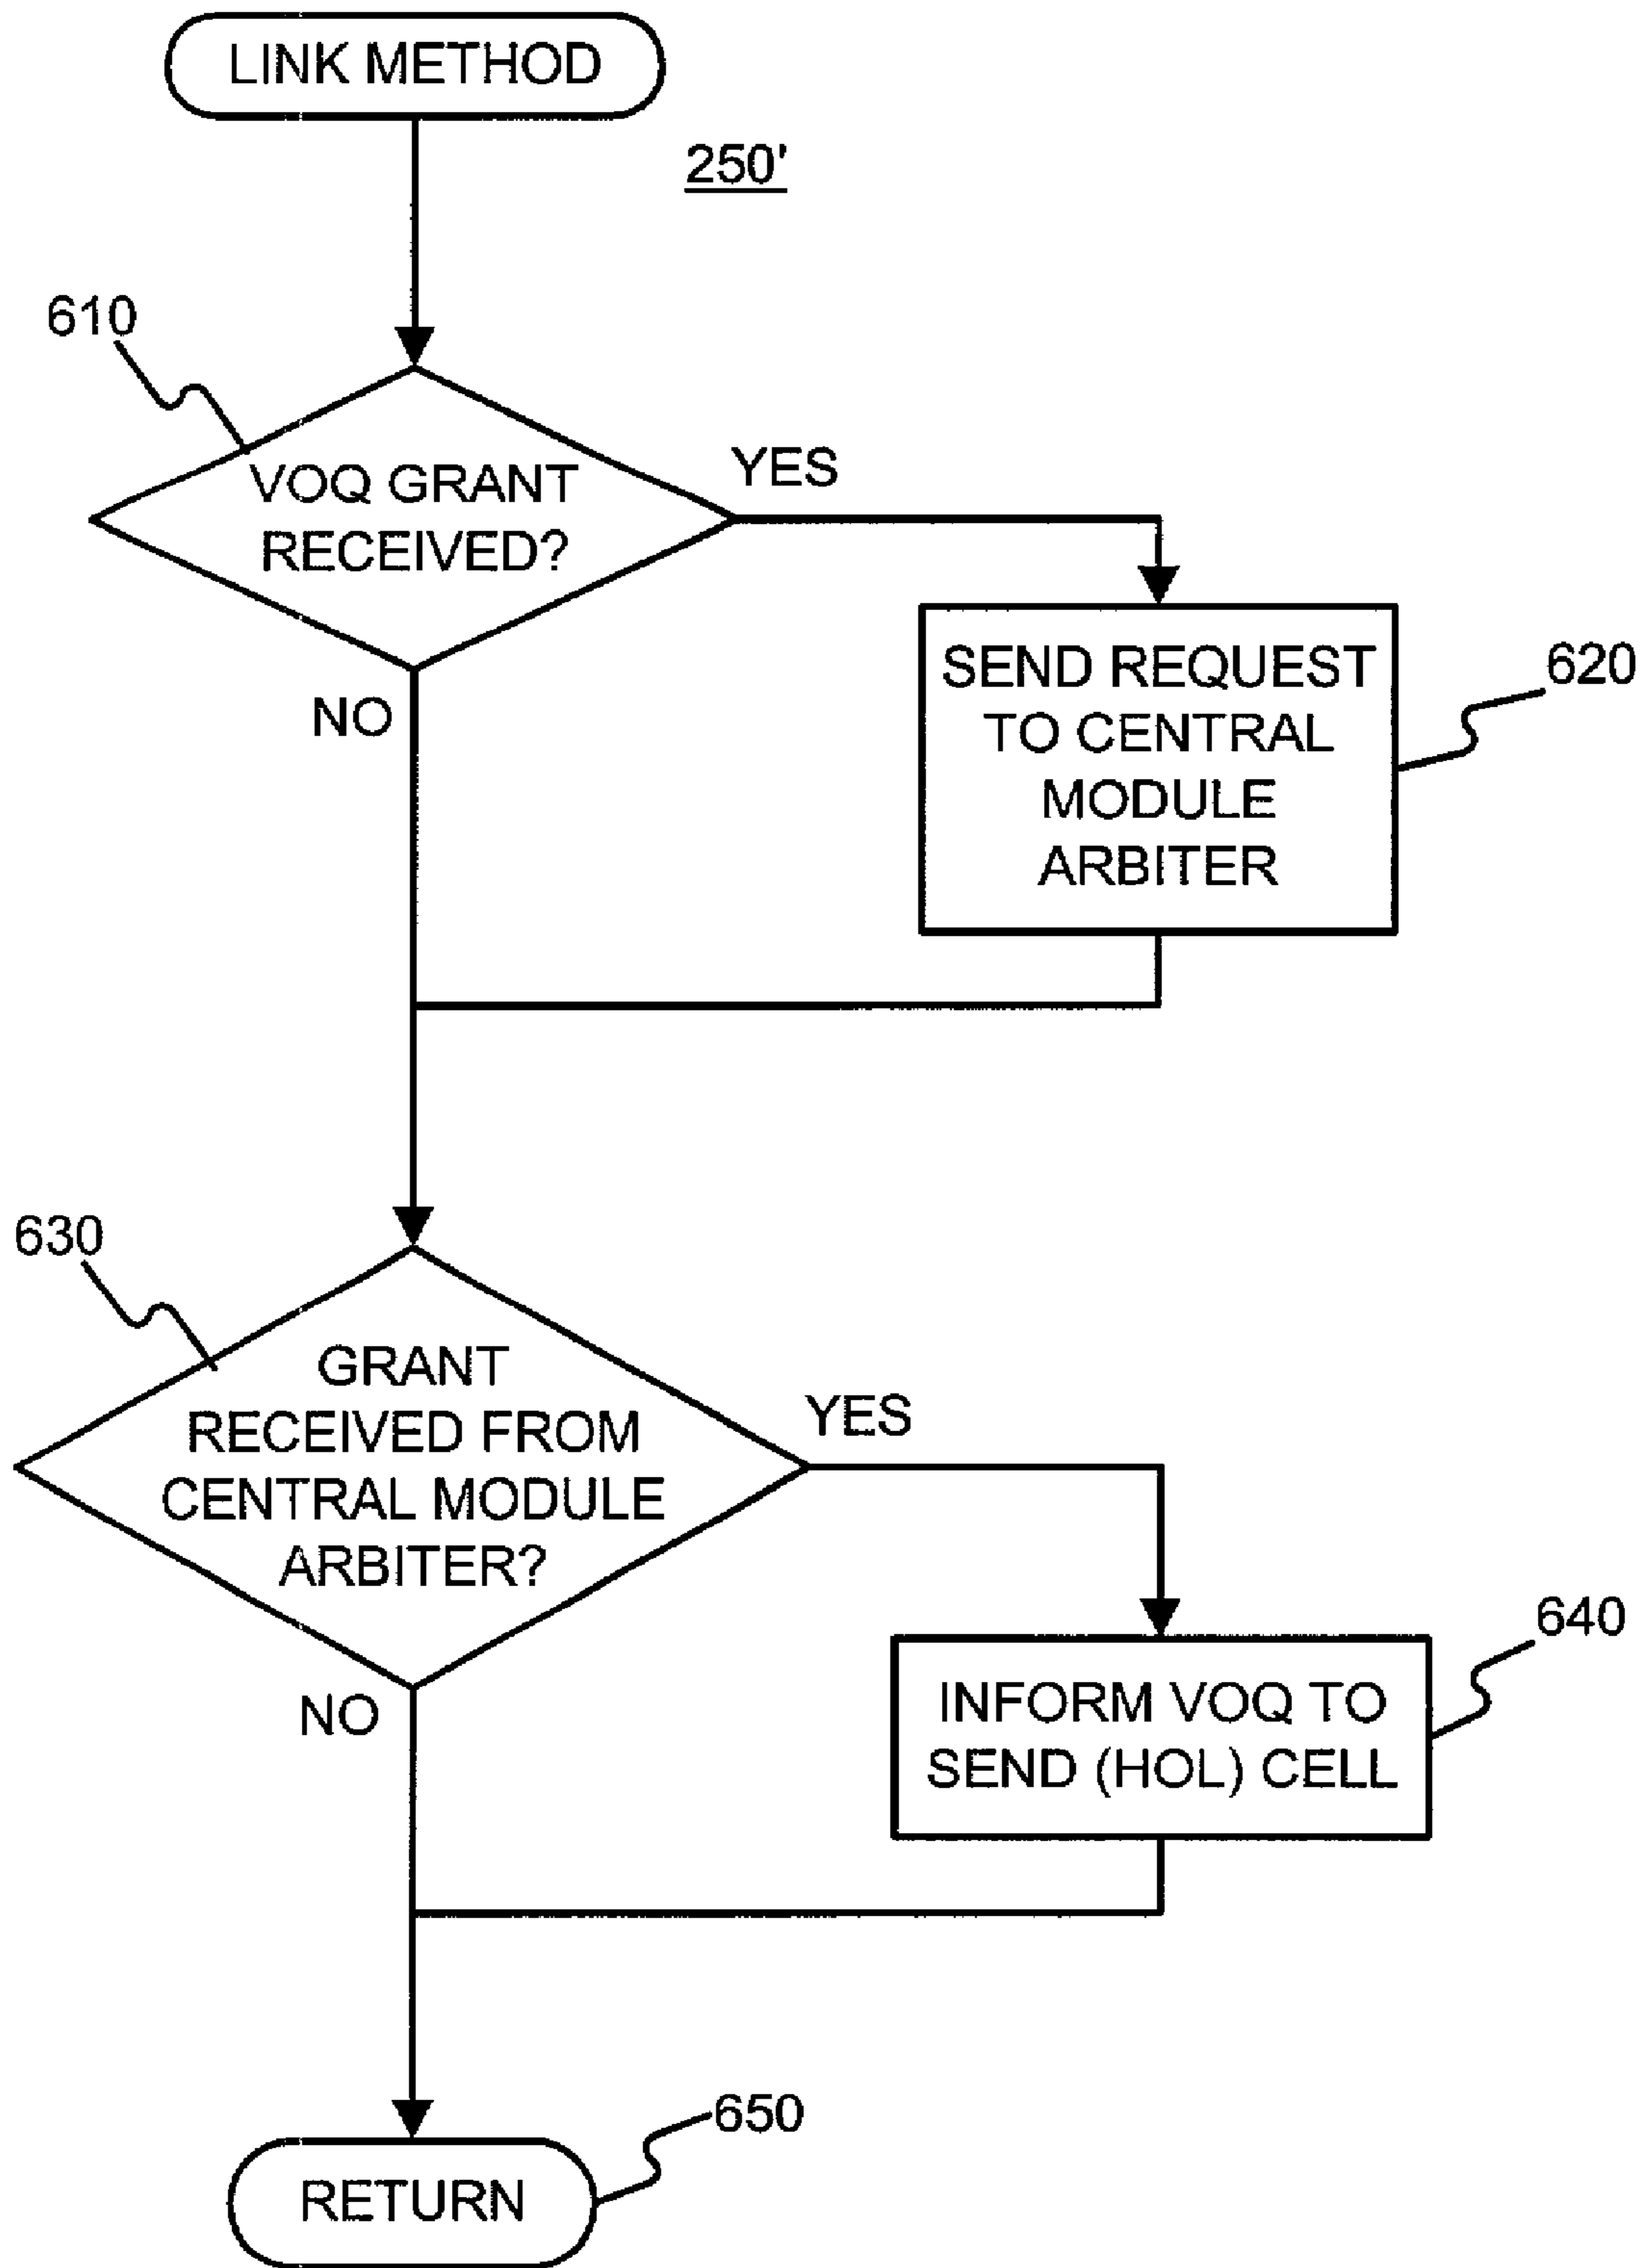 LINK METHOD
250'
610
VOQ GRANT
RECEIVED?
YES
NO
SEND REQUEST
TO CENTRAL
MODULE
ARBITER
620
630
GRANT
RECEIVED FROM
CENTRAL MODULE
ARBITER?
YES
NO
INFORM VOQ TO
SEND (HOL) CELL
640
650
RETURN